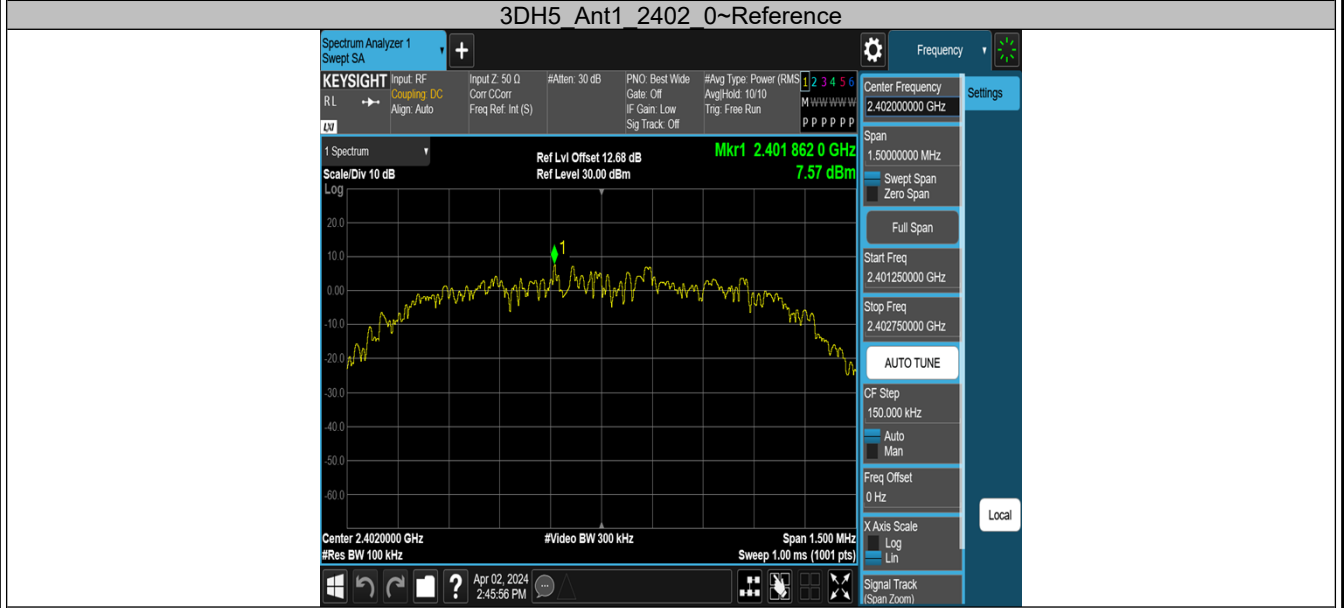 3DH5_Ant1_2402_0~Reference
Spectrum Analyzer 1
Swept SA
+
Frequency
KEYSIGHT
RL
LXI
Input: RF
Coupling: DC
Align: Auto
Input Z: 50 Ω
Corr CCorr
Freq Ref: Int (S)
#Atten: 30 dB
PNO: Best Wide
Gate: Off
IF Gain: Low
Sig Track: Off
#Avg Type: Power (RMS
Avg|Hold: 10/10
Trig: Free Run
1 2 3 4 5 6
M W W W W W
P P P P P P
1 Spectrum
Scale/Div 10 dB
Ref Lvl Offset 12.68 dB
Ref Level 30.00 dBm
Mkr1 2.401 862 0 GHz
7.57 dBm
Log
20.0
10.0
0.00
-10.0
-20.0
-30.0
-40.0
-50.0
-60.0
1
Center 2.4020000 GHz
#Res BW 100 kHz
#Video BW 300 kHz
Span 1.500 MHz
Sweep 1.00 ms (1001 pts)
?
Apr 02, 2024
2:45:56 PM
Center Frequency
2.402000000 GHz
Span
1.50000000 MHz
Swept Span
Zero Span
Full Span
Start Freq
2.401250000 GHz
Stop Freq
2.402750000 GHz
AUTO TUNE
CF Step
150.000 kHz
Auto
Man
Freq Offset
0 Hz
X Axis Scale
Log
Lin
Signal Track
(Span Zoom)
Settings
Local